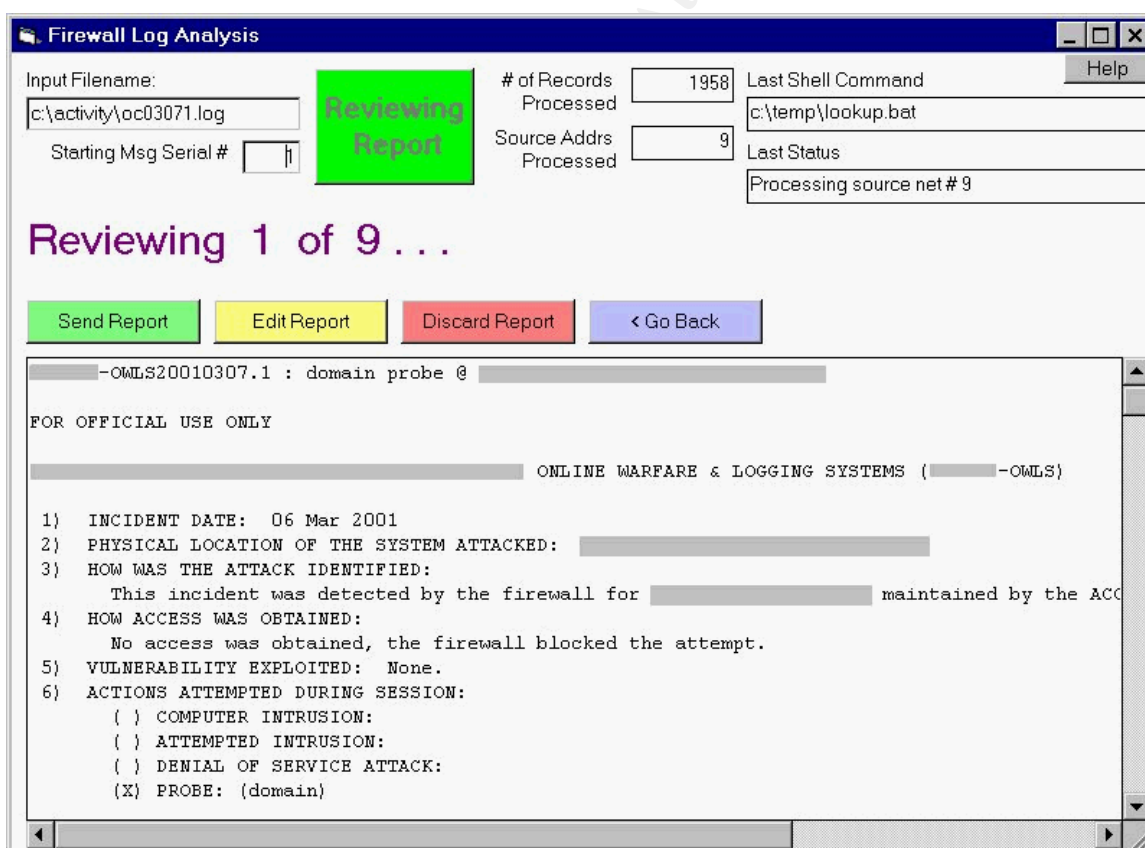 Firewall Log Analysis
Help
Input Filename:
c:\activity\oc03071.log
Starting Msg Serial # 1
Reviewing
Report
# of Records
Processed
1958
Source Addrs
Processed
9
Last Shell Command
c:\temp\lookup.bat
Last Status
Processing source net # 9
Reviewing 1 of 9 . . .
Send Report
Edit Report
Discard Report
< Go Back
-OWLS20010307.1 : domain probe @
FOR OFFICIAL USE ONLY
ONLINE WARFARE & LOGGING SYSTEMS ( -OWLS)
1) INCIDENT DATE: 06 Mar 2001
2) PHYSICAL LOCATION OF THE SYSTEM ATTACKED:
3) HOW WAS THE ATTACK IDENTIFIED:
This incident was detected by the firewall for maintained by the ACC
4) HOW ACCESS WAS OBTAINED:
No access was obtained, the firewall blocked the attempt.
5) VULNERABILITY EXPLOITED: None.
6) ACTIONS ATTEMPTED DURING SESSION:
( ) COMPUTER INTRUSION:
( ) ATTEMPTED INTRUSION:
( ) DENIAL OF SERVICE ATTACK:
(X) PROBE: (domain)